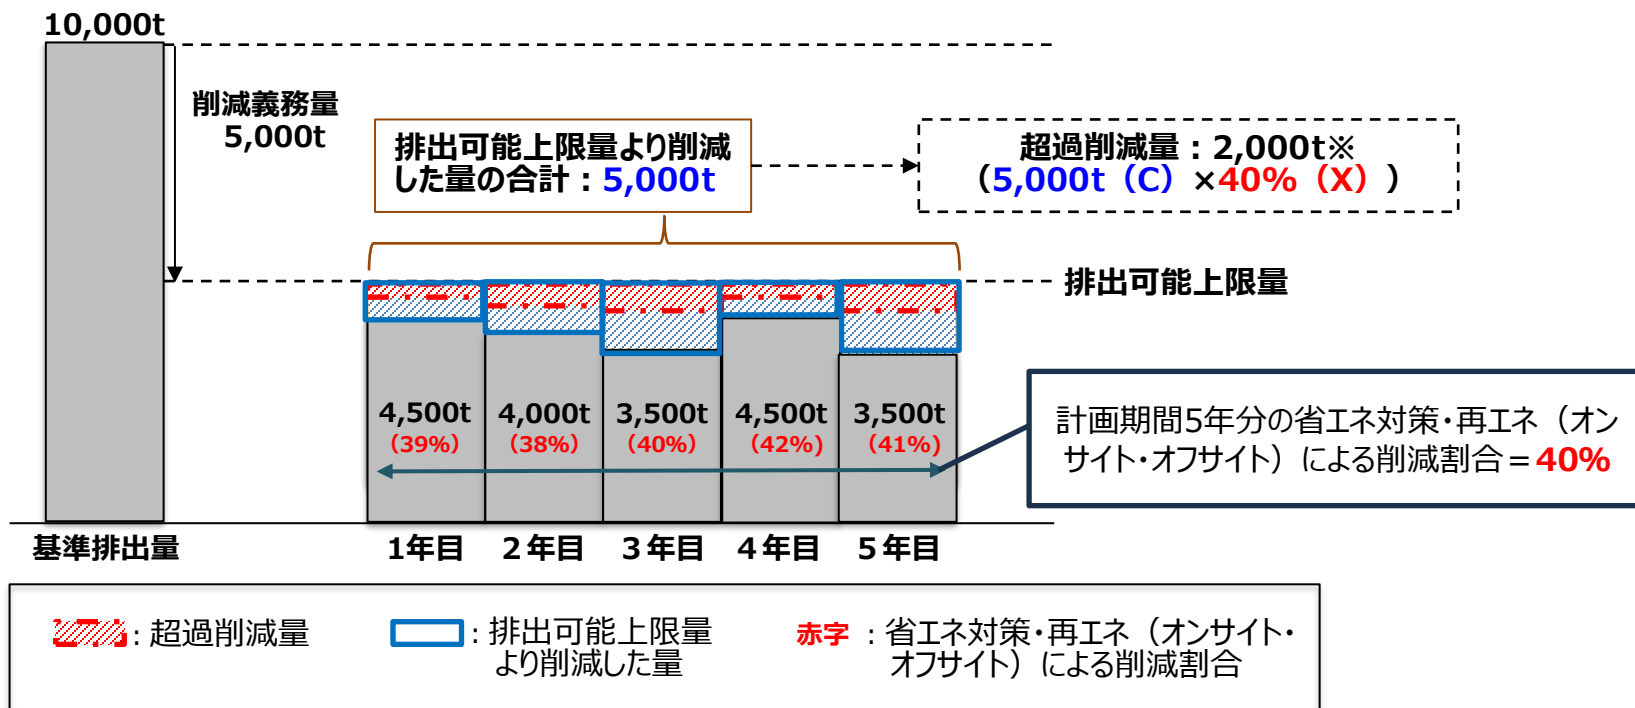 10,000t
削減義務量
5,000t
排出可能上限量より削減
した量の合計：5,000t
超過削減量：2,000t※
（5,000t（C）×40%（X））
排出可能上限量
4,500t
（39%）
4,000t
（38%）
3,500t
（40%）
4,500t
（42%）
3,500t
（41%）
計画期間5年分の省エネ対策・再エネ（オン
サイト・オフサイト）による削減割合＝40%
基準排出量
1年目
２年目
３年目
４年目
５年目
：超過削減量
：排出可能上限量
より削減した量
赤字：省エネ対策・再エネ（オンサイト・
オフサイト）による削減割合